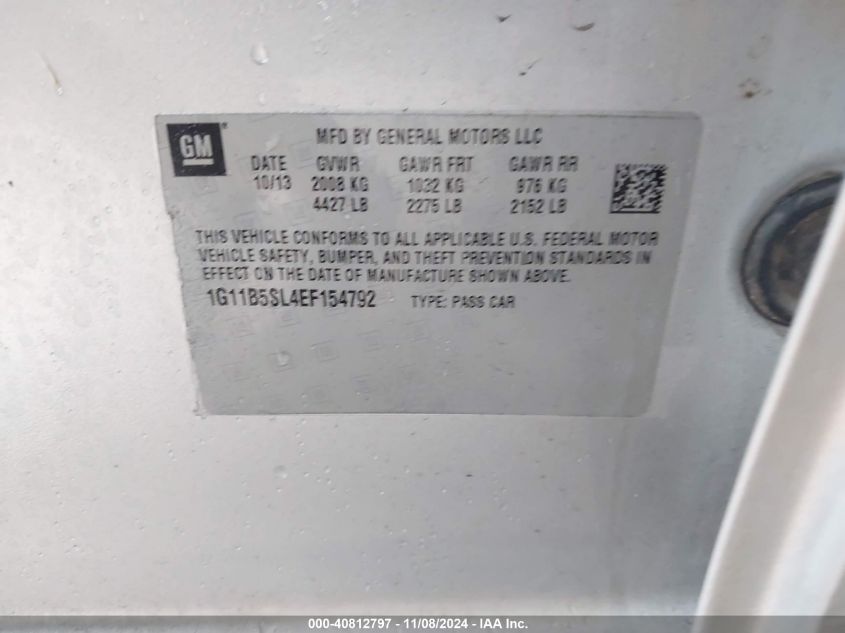 GM ® MFD BY GENERAL MOTORS LLC
DATE GVWR GAWR FRT GAWR RR
10/13 2008 KG 1032 KG 976 KG
4427 LB 2275 LB 2152 LB
THIS VEHICLE CONFORMS TO ALL APPLICABLE U.S. FEDERAL MOTOR
VEHICLE SAFETY, BUMPER, AND THEFT PREVENTION STANDARDS IN
EFFECT ON THE DATE OF MANUFACTURE SHOWN ABOVE.
1G11B5SL4EF154792 TYPE: PASS CAR
000-40812797 - 11/08/2024 - IAA Inc.